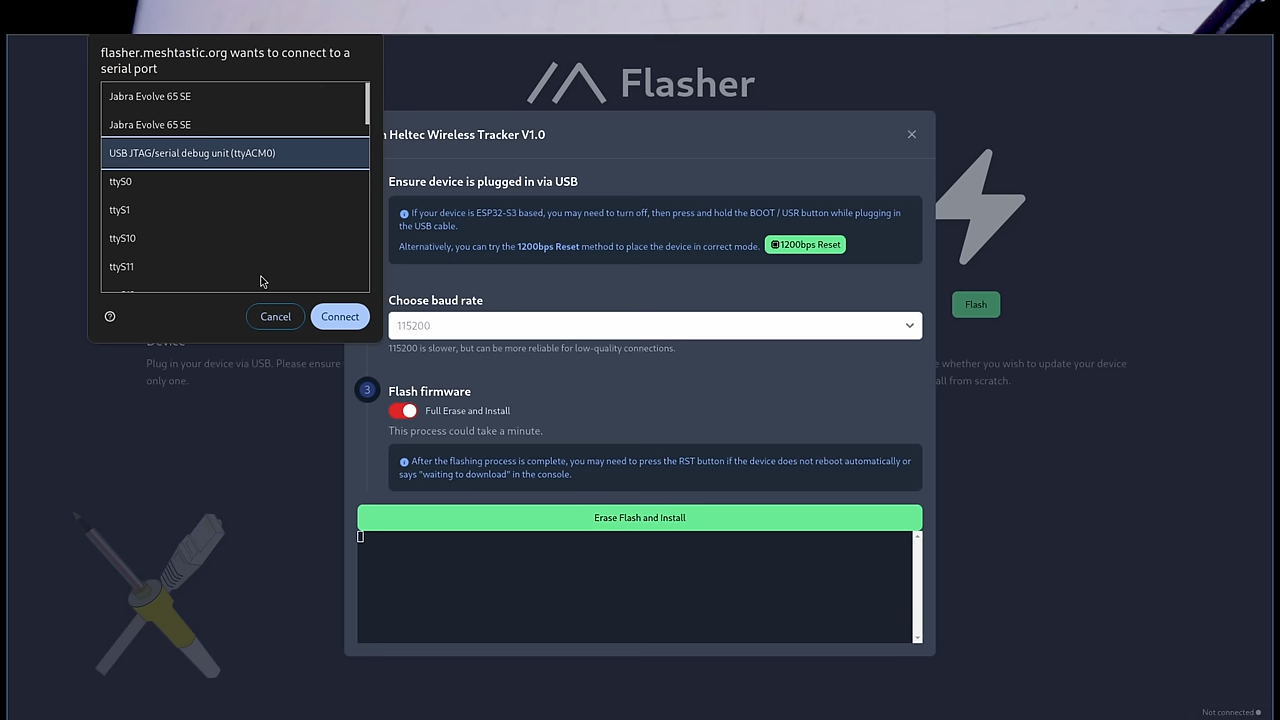 flasher.meshtastic.org wants to connect to a
serial port
Jabra Evolve 65 SE
Jabra Evolve 65 SE
USB JTAG/serial debug unit (ttyACM0)
ttyS0
ttyS1
ttyS10
ttyS11
Cancel
Connect
Flasher
Heltec Wireless Tracker V1.0
Ensure device is plugged in via USB
If your device is ESP32-S3 based, you may need to turn off, then press and hold the BOOT / USR button while plugging in
the USB cable.
Alternatively, you can try the 1200bps Reset method to place the device in correct mode.
1200bps Reset
Choose baud rate
115200
115200 is slower, but can be more reliable for low-quality connections.
3
Flash firmware
Full Erase and Install
This process could take a minute.
After the flashing process is complete, you may need to press the RST button if the device does not reboot automatically or
says "waiting to download" in the console.
Erase Flash and Install
Device
Plug in your device via USB. Please ensure
only one.
Flash
whether you wish to update your device
all from scratch.
Not connected